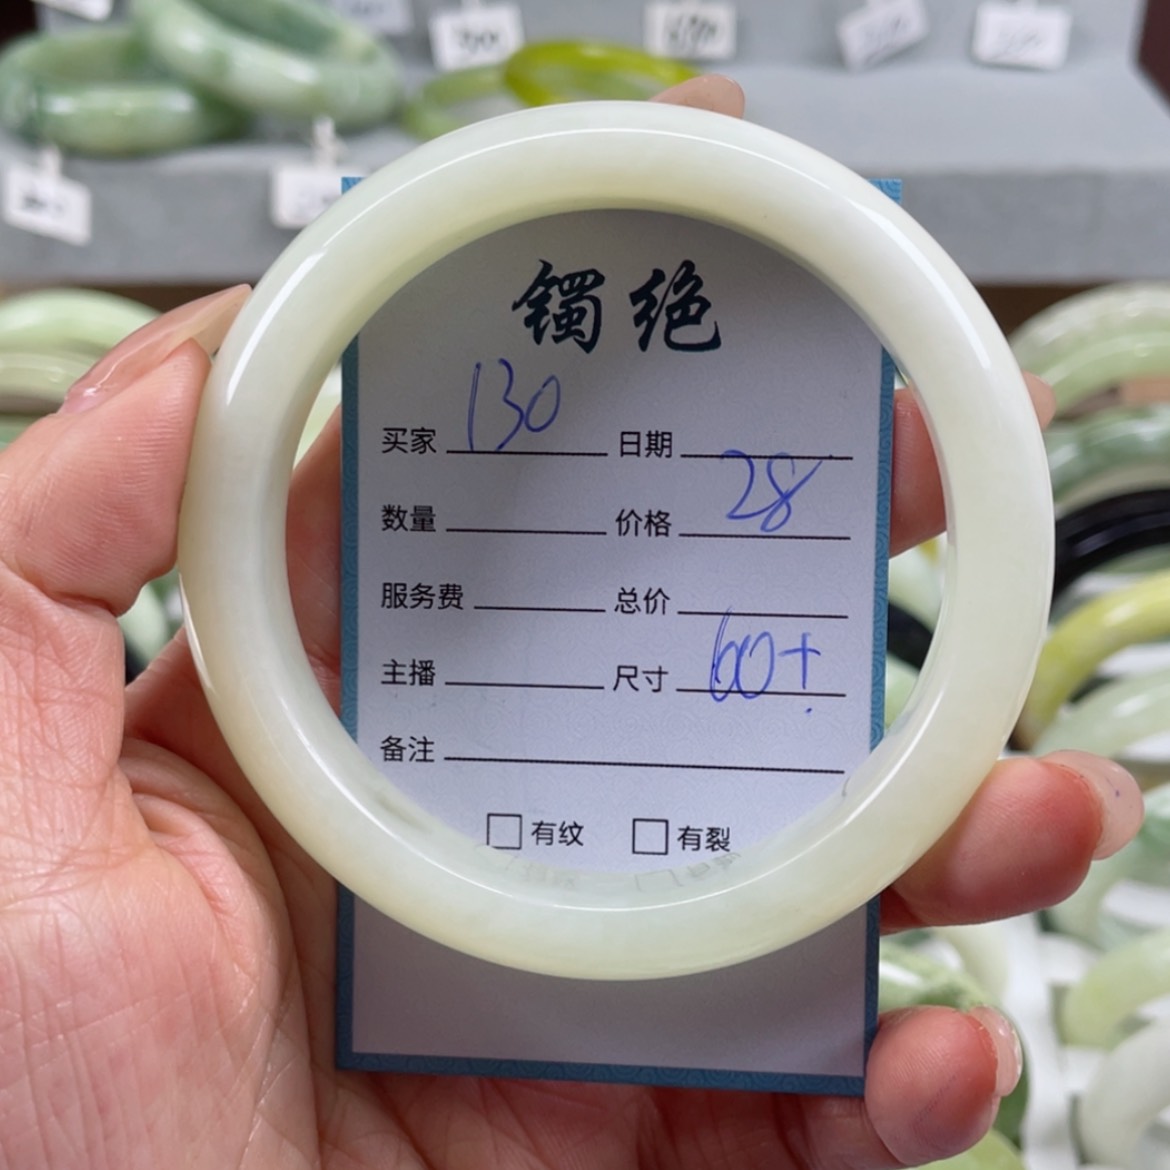 镯绝
买家 130 日期
数量 价格 28
服务费 总价
主播 尺寸 60+
备注
有纹 有裂